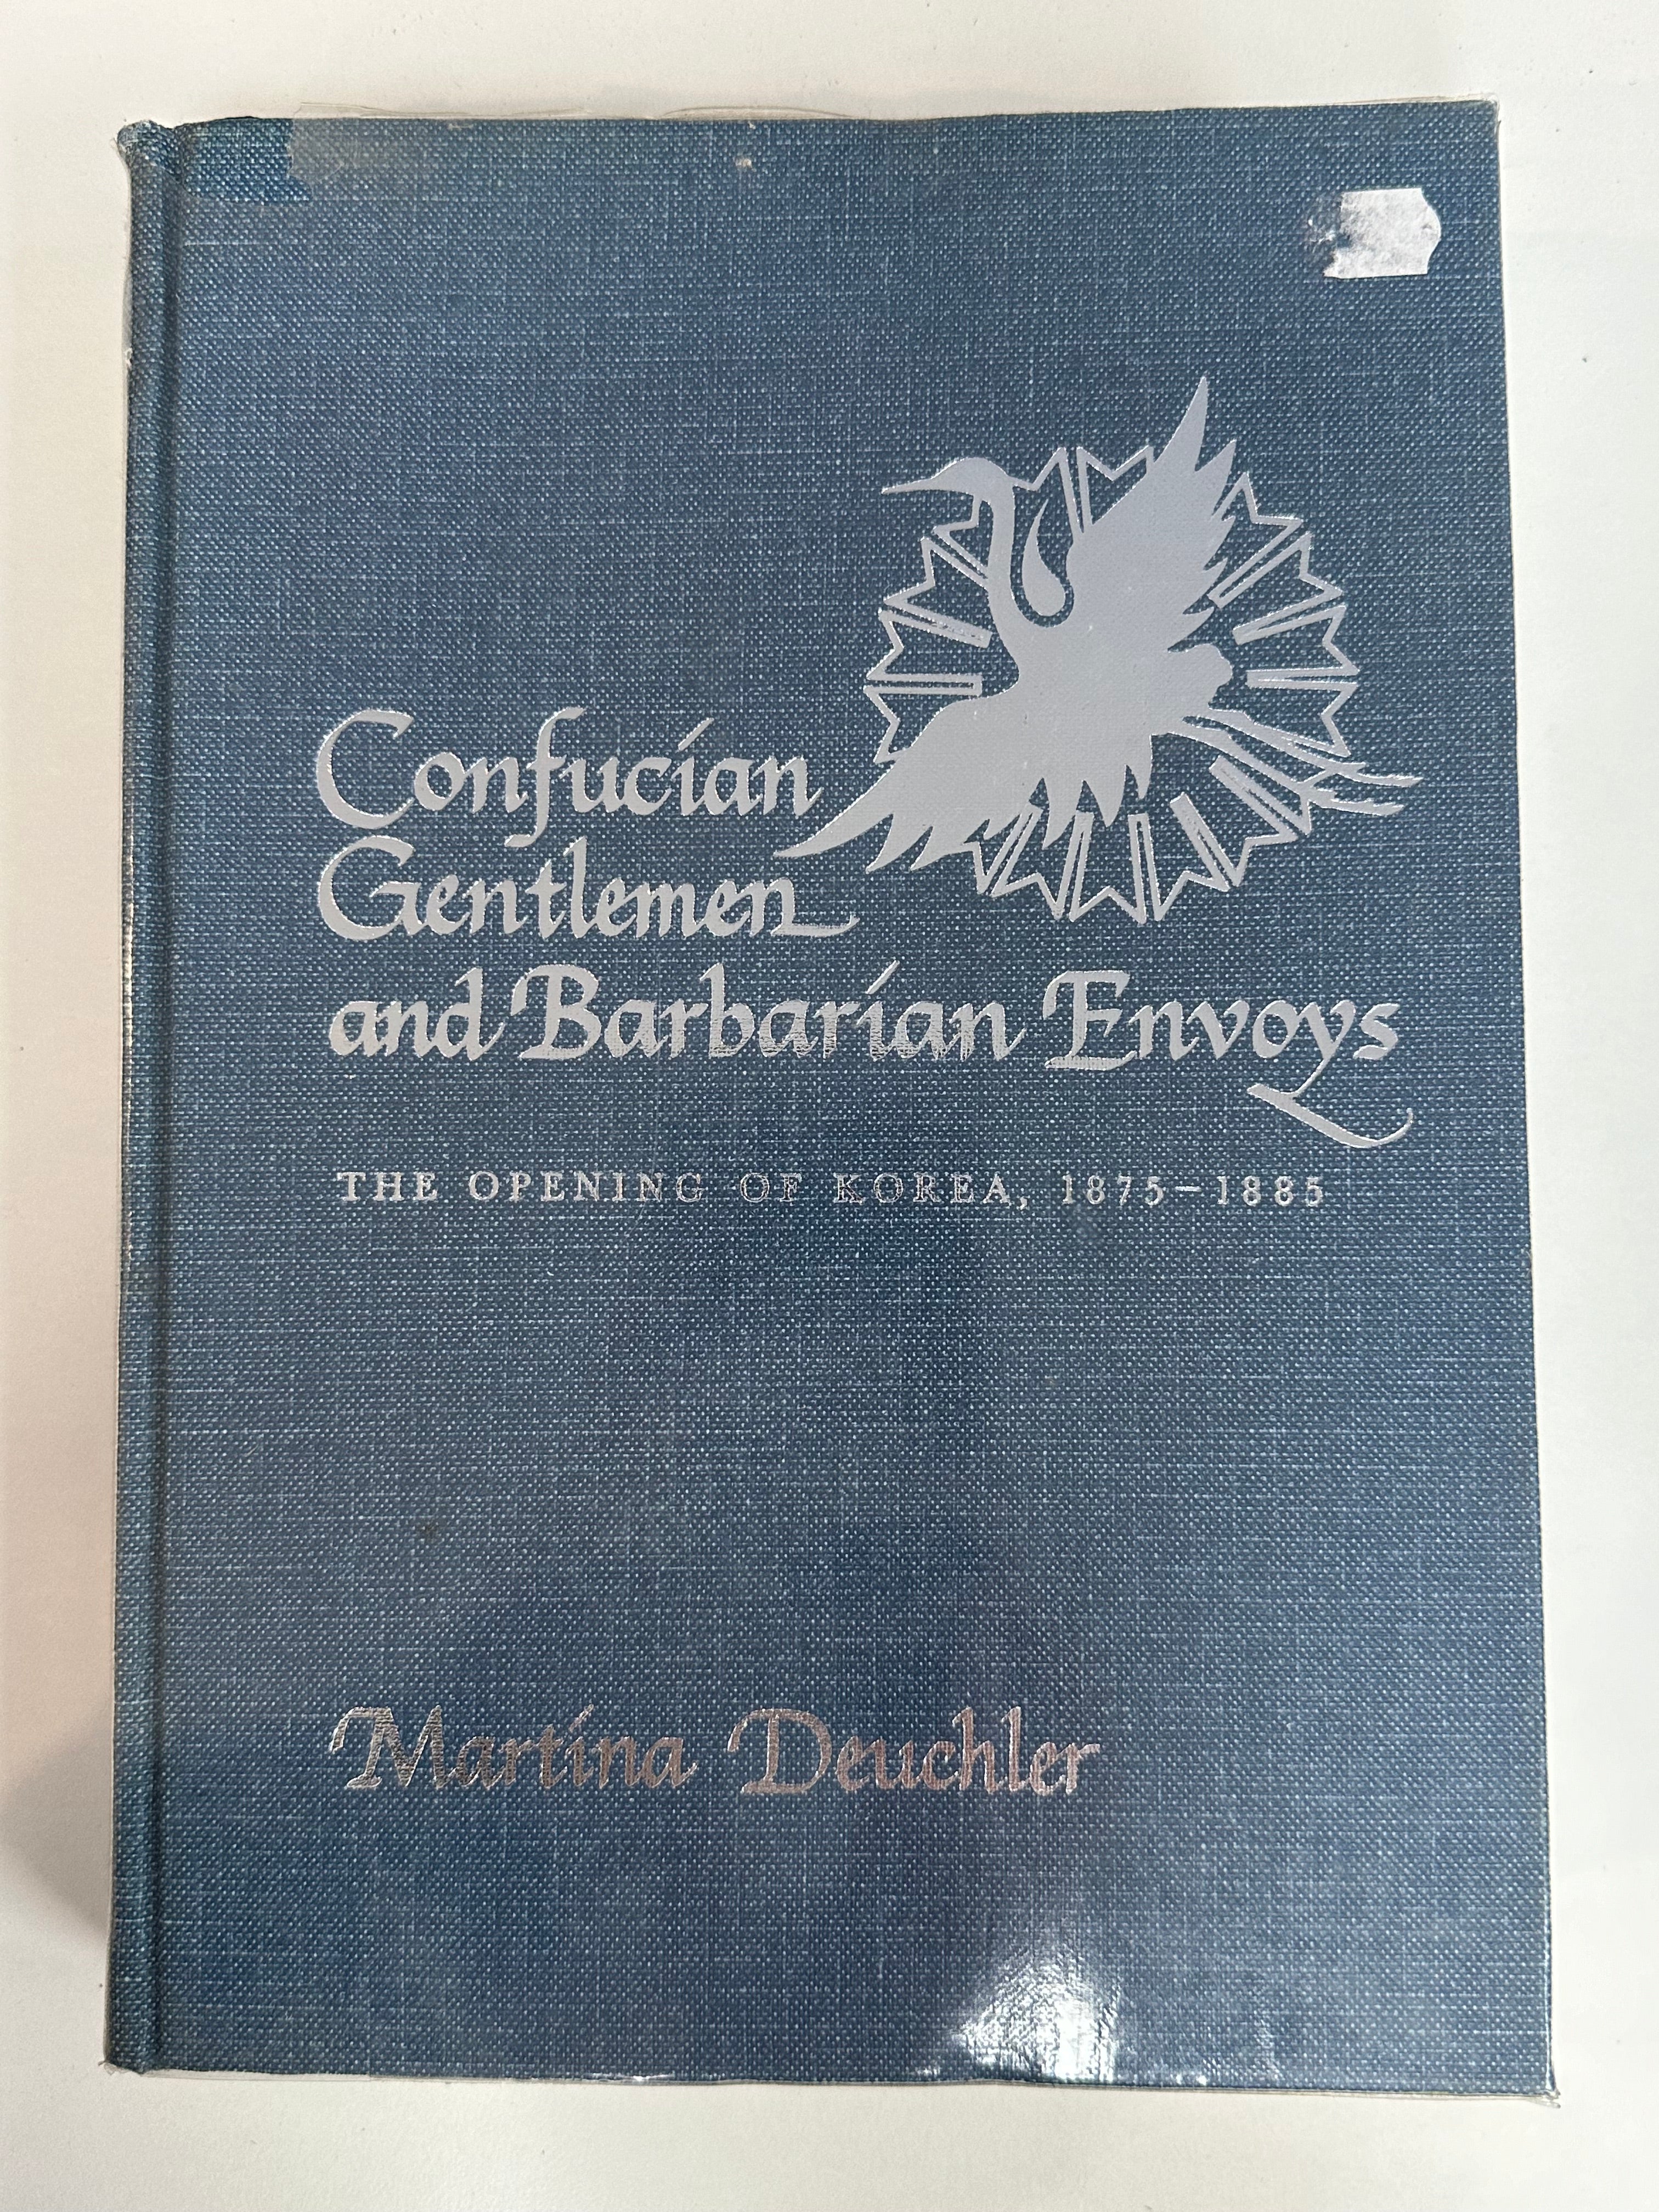 Confucian
Gentlemen
and Barbarian Envoys
THE OPENING OF KOREA, 1875–1885
Martina Deuchler